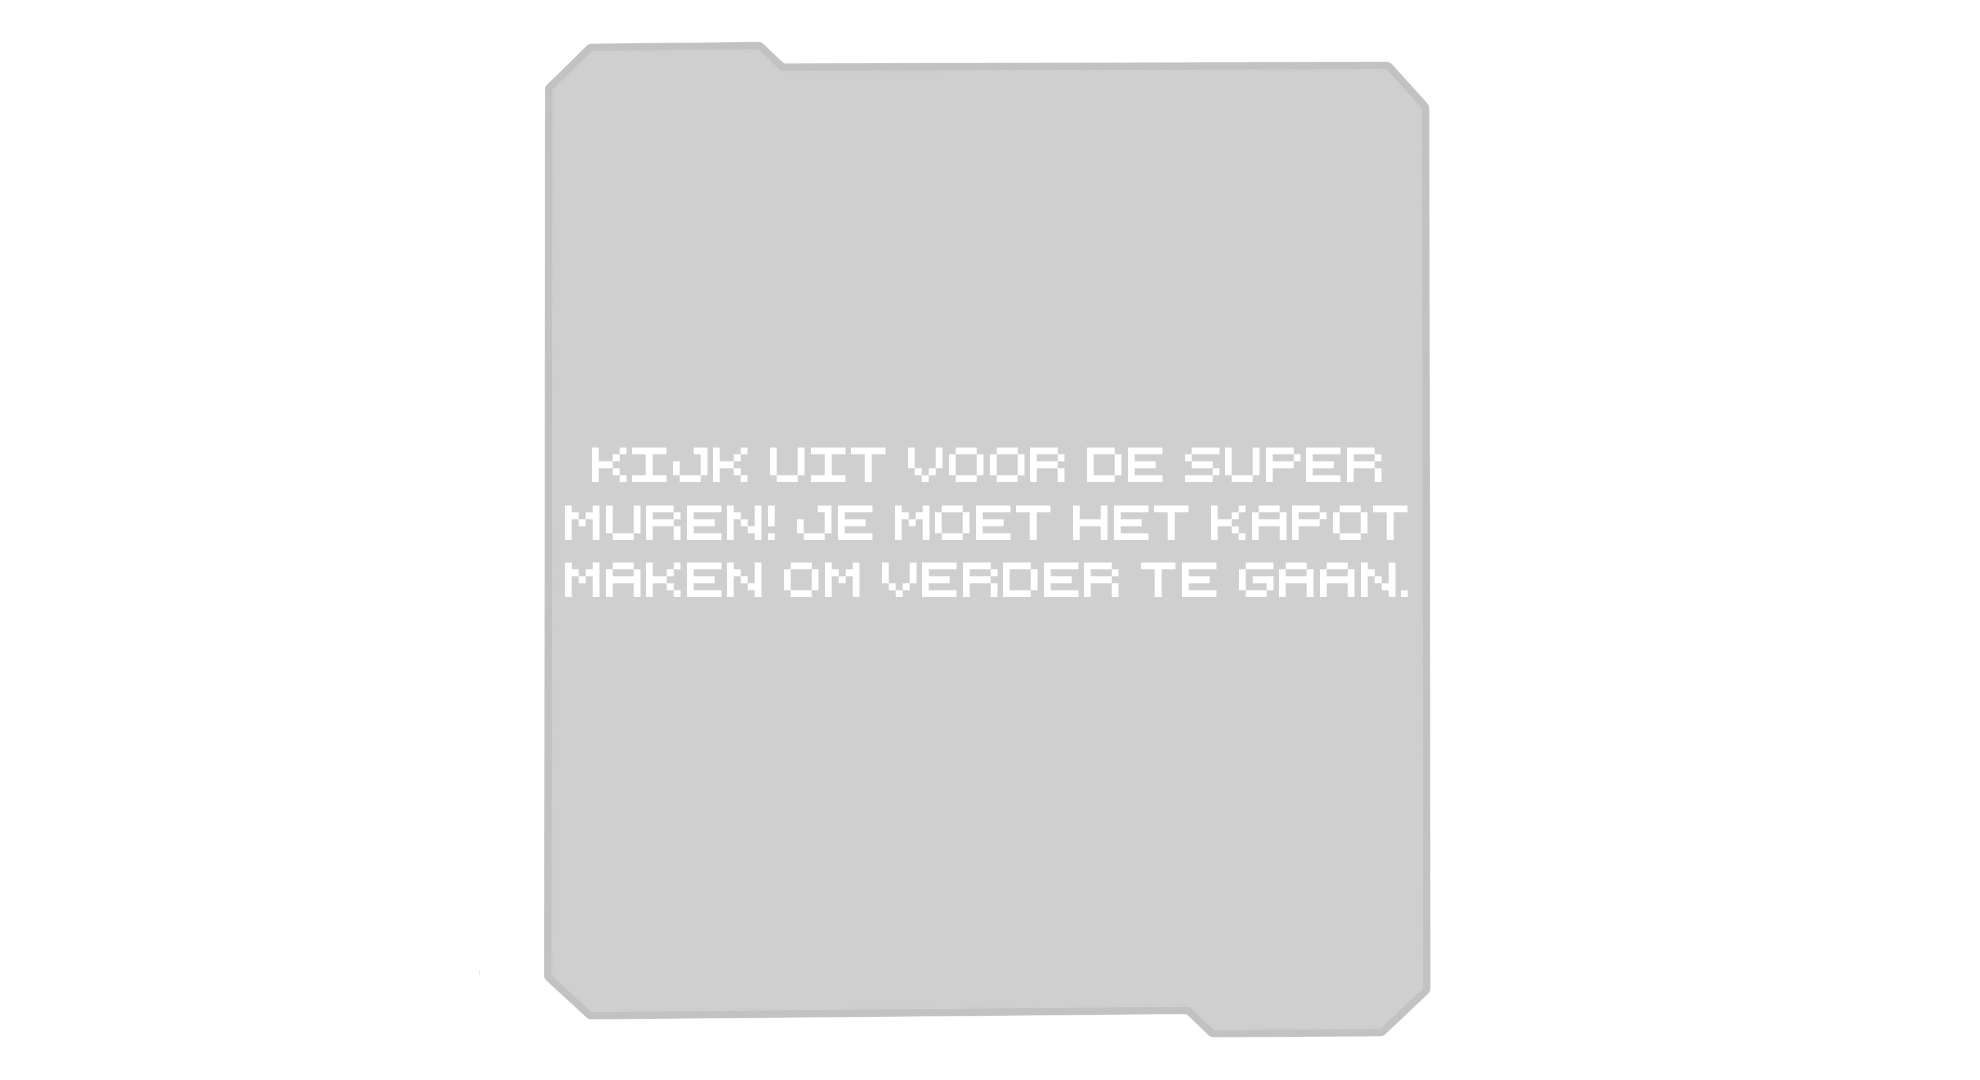 KIJK UIT VOOR DE SUPER
MUREN! JE MOET HET KAPOT
MAKEN OM VERDER TE GAAN.